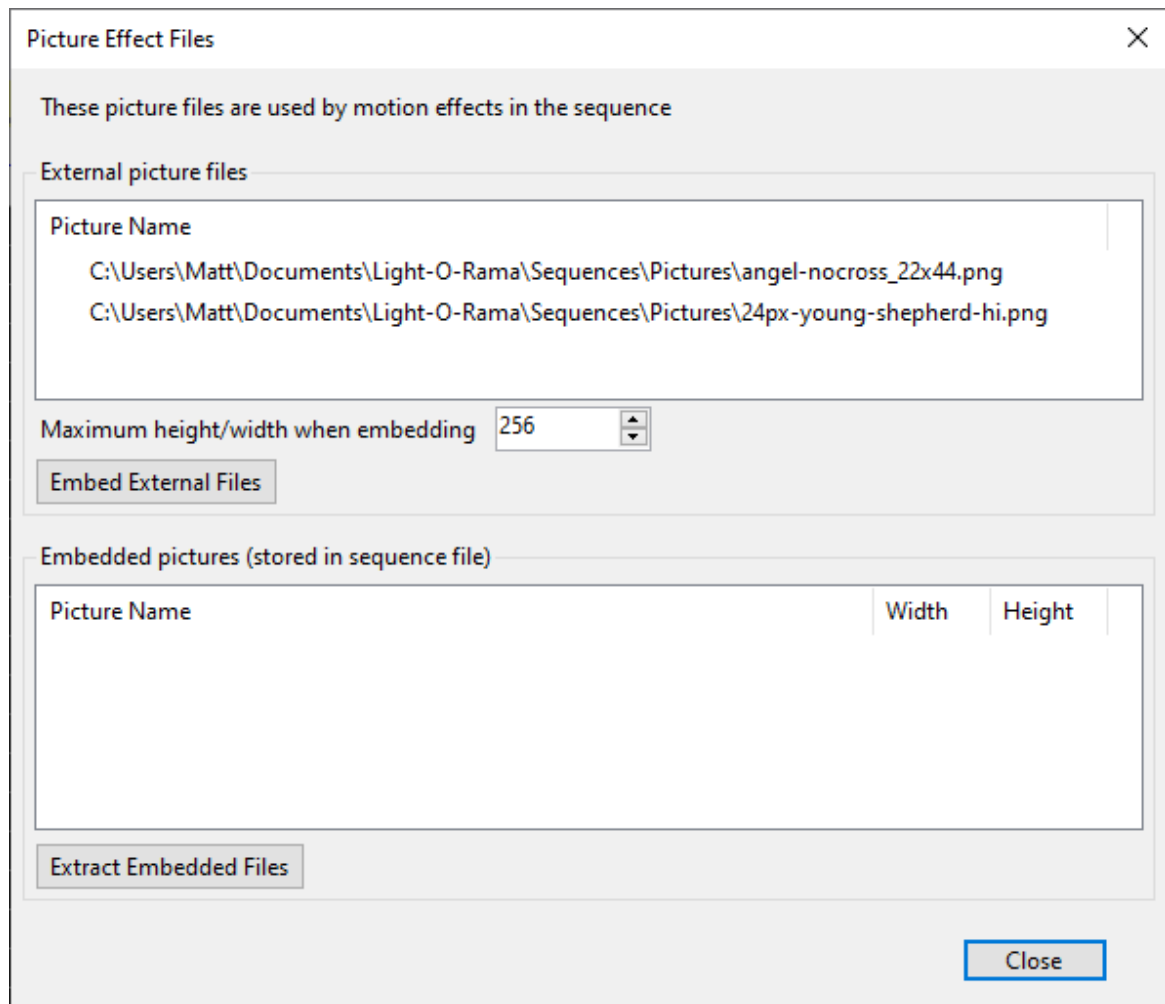 Picture Effect Files
These picture files are used by motion effects in the sequence
External picture files
Picture Name
C:\Users\Matt\Documents\Light-O-Rama\Sequences\Pictures\angel-nocross_22x44.png
C:\Users\Matt\Documents\Light-O-Rama\Sequences\Pictures\24px-young-shepherd-hi.png
Maximum height/width when embedding 256
Embed External Files
Embedded pictures (stored in sequence file)
Picture Name Width Height
Extract Embedded Files
Close